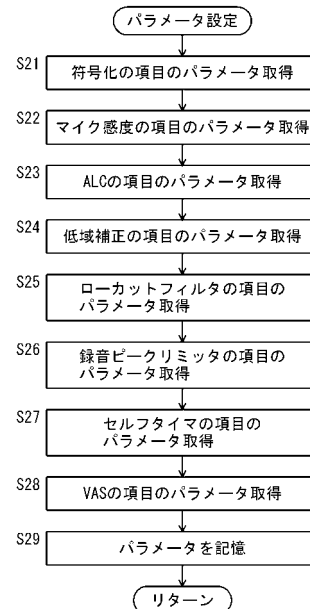 パラメータ設定
S21
符号化の項目のパラメータ取得
S22
マイク感度の項目のパラメータ取得
S23
ALCの項目のパラメータ取得
S24
低域補正の項目のパラメータ取得
S25
ローカットフィルタの項目の
パラメータ取得
S26
録音ピークリミッタの項目の
パラメータ取得
S27
セルフタイマの項目の
パラメータ取得
S28
VASの項目のパラメータ取得
S29
パラメータを記憶
リターン